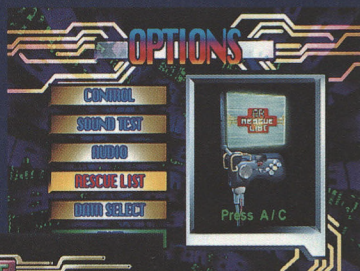 OPTIONS
CONTROL
SOUND TEST
AUDIO
RESCUE LIST
DATA SELECT
RESCUE
LIST
Press A/C